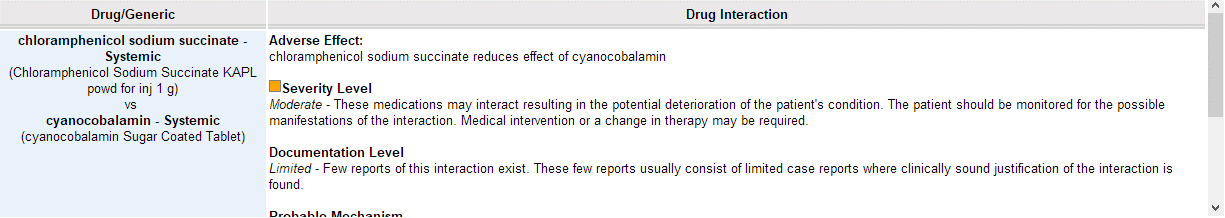 Drug/Generic
Drug Interaction
chloramphenicol sodium succinate -
Systemic
(Chloramphenicol Sodium Succinate KAPL
powd for inj 1 g)
vs
cyanocobalamin - Systemic
(cyanocobalamin Sugar Coated Tablet)
Adverse Effect:
chloramphenicol sodium succinate reduces effect of cyanocobalamin
Severity Level
Moderate - These medications may interact resulting in the potential deterioration of the patient's condition. The patient should be monitored for the possible
manifestations of the interaction. Medical intervention or a change in therapy may be required.
Documentation Level
Limited - Few reports of this interaction exist. These few reports usually consist of limited case reports where clinically sound justification of the interaction is
found.
Probable Mechanism